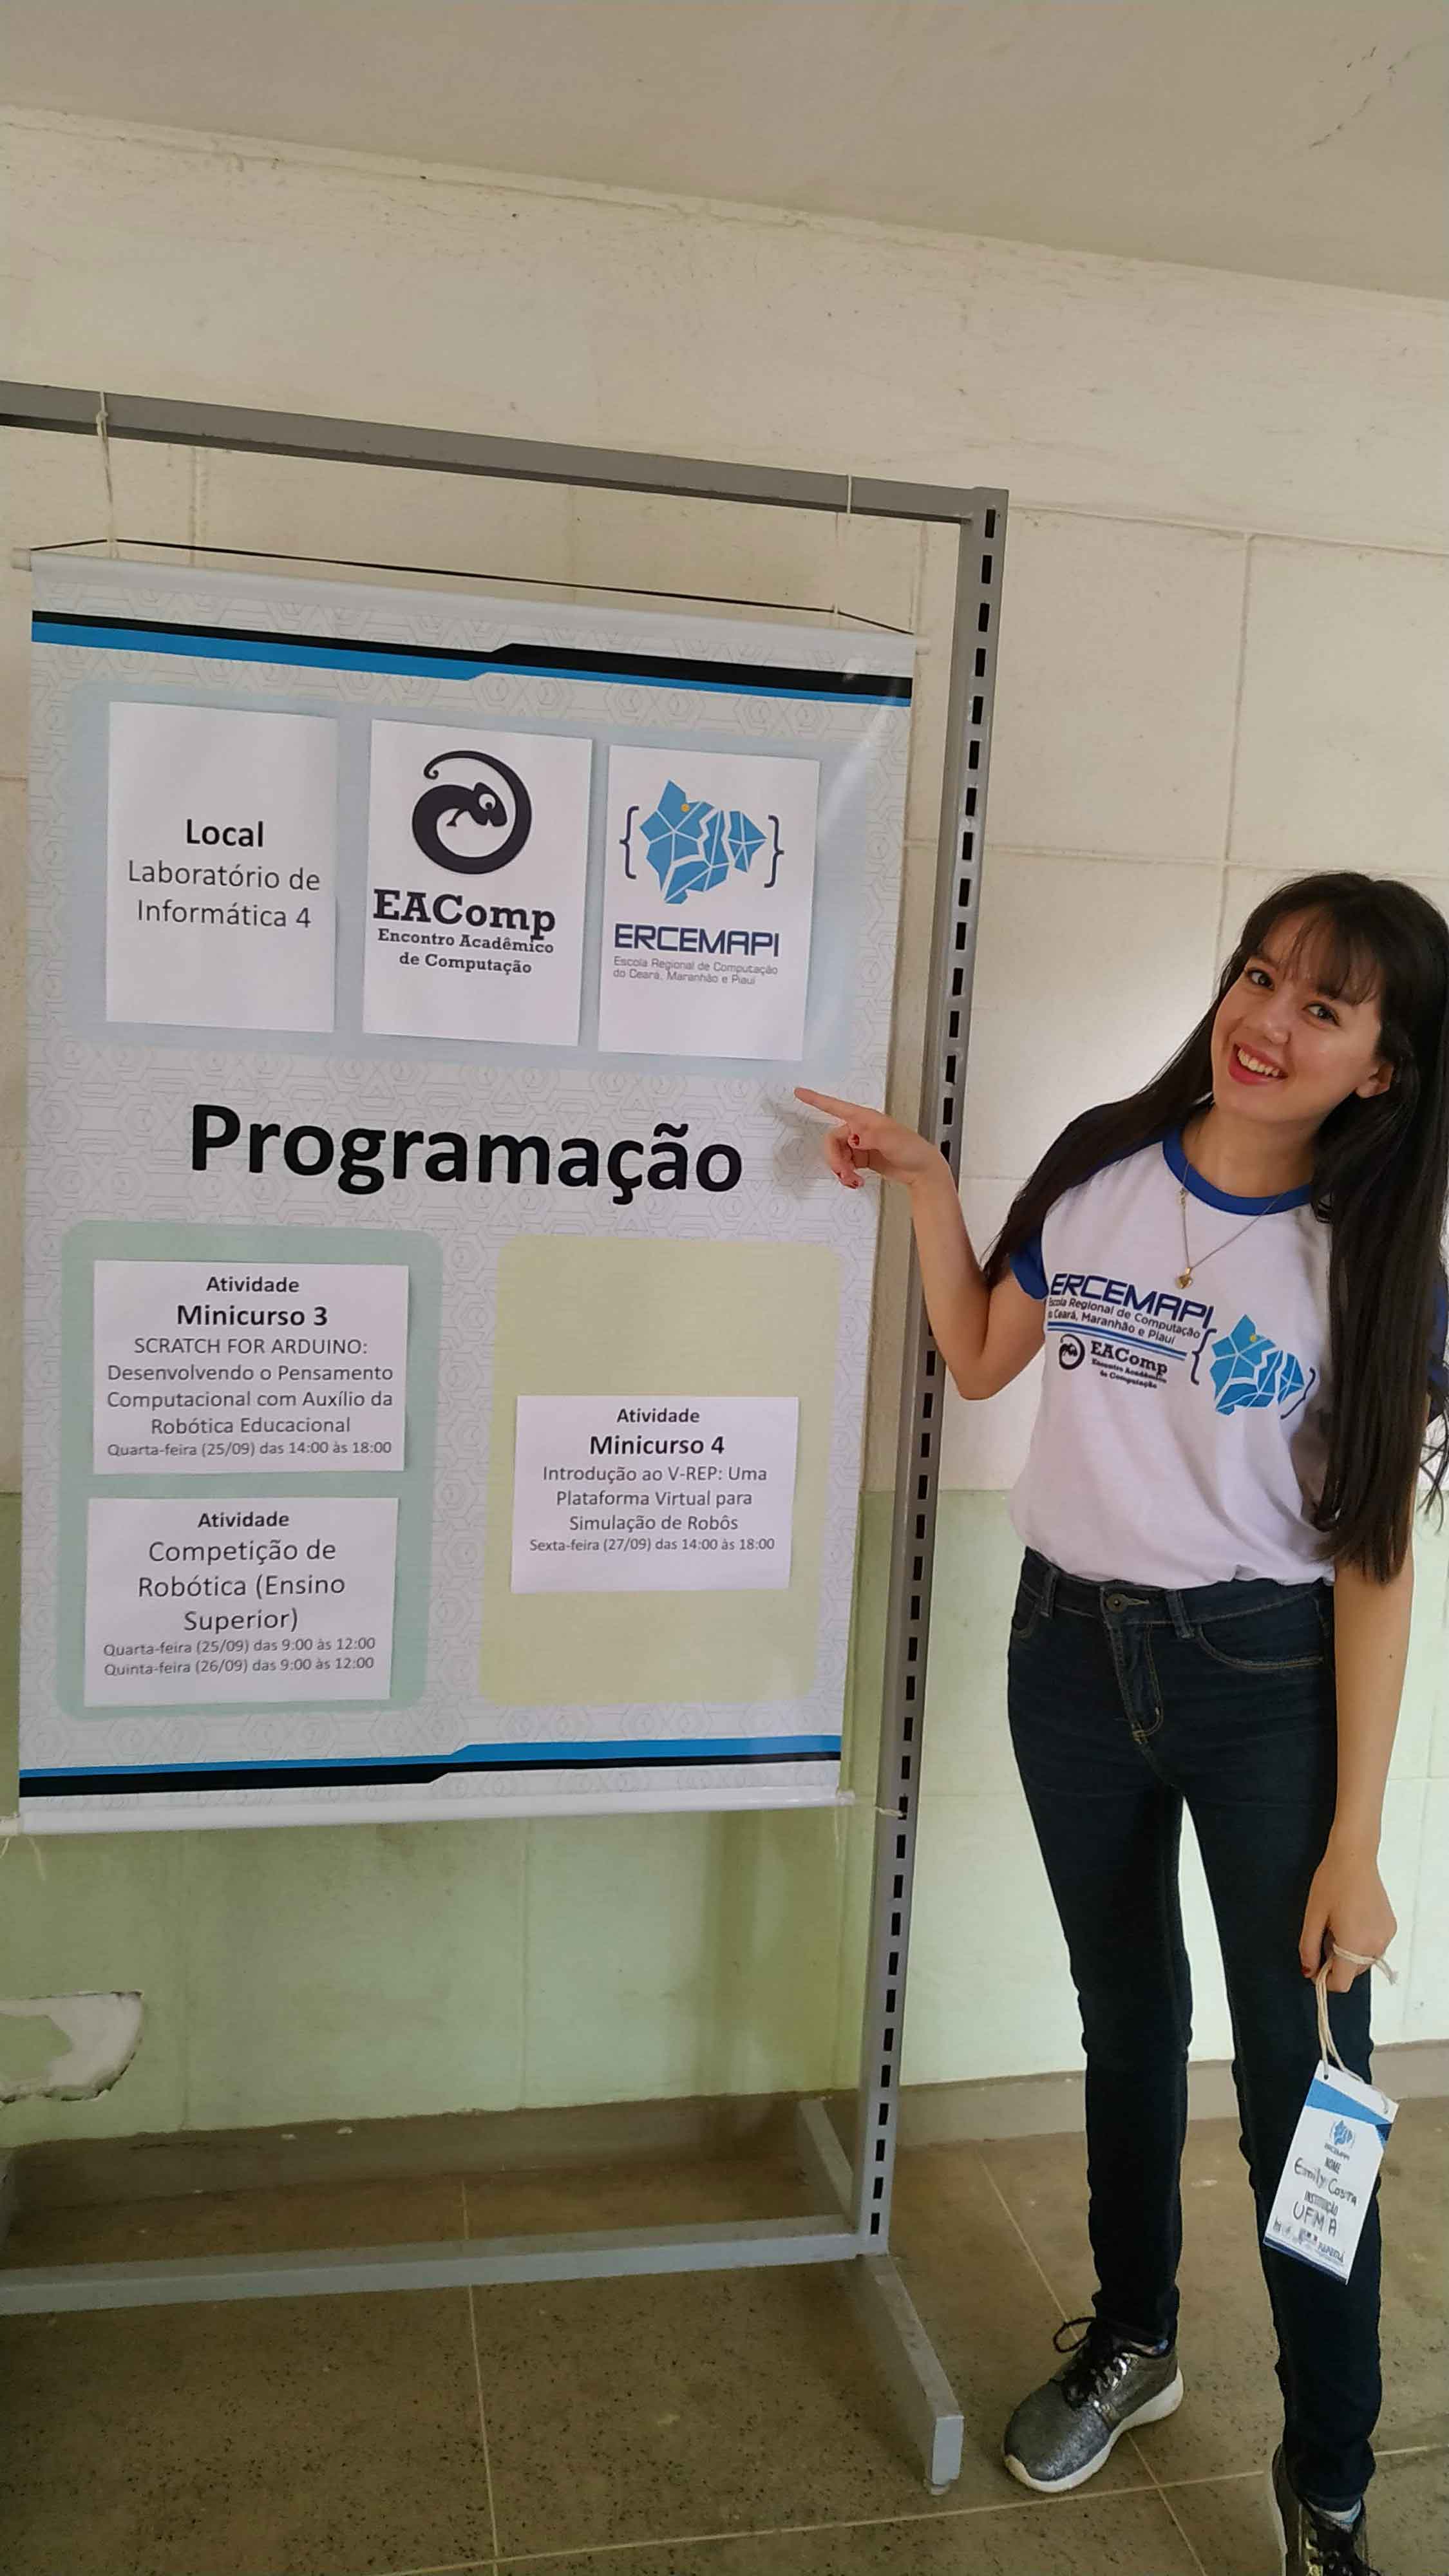 Local
Laboratório de
Informática 4
EAComp
Encontro Acadêmico
de Computação
ERCEMAPI
Escola Regional de Computação
do Ceará, Maranhão e Piauí
Programação
Atividade
Minicurso 3
SCRATCH FOR ARDUINO:
Desenvolvendo o Pensamento
Computacional com Auxílio da
Robótica Educacional
Quarta-feira (25/09) das 14:00 às 18:00
Atividade
Competição de
Robótica (Ensino
Superior)
Quarta-feira (25/09) das 9:00 às 12:00
Quinta-feira (26/09) das 9:00 às 12:00
Atividade
Minicurso 4
Introdução ao V-REP: Uma
Plataforma Virtual para
Simulação de Robôs
Sexta-feira (27/09) das 14:00 às 18:00
ERCEMAPI
Escola Regional de Computação
do Ceará, Maranhão e Piauí
EAComp
Encontro Acadêmico
de Computação
ERCEMAPI
NOME
Emily Costa
INSTITUIÇÃO
UFMA